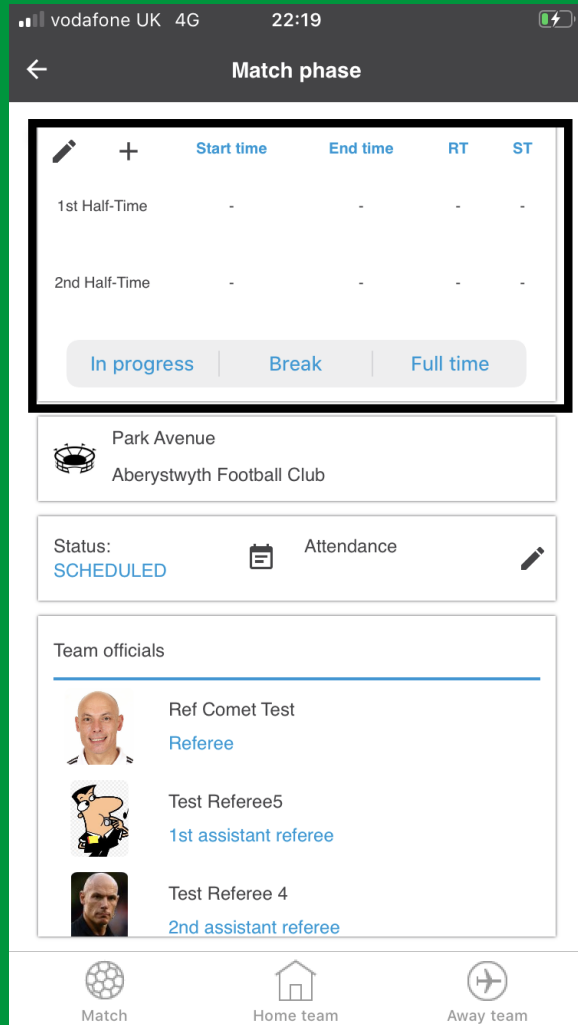 vodafone UK 4G 22:19
Match phase
Start time End time RT ST
1st Half-Time - - - -
2nd Half-Time - - - -
In progress Break Full time
Park Avenue
Aberystwyth Football Club
Status: Attendance
SCHEDULED
Team officials
Ref Comet Test
Referee
Test Referee5
1st assistant referee
Test Referee 4
2nd assistant referee
Match Home team Away team